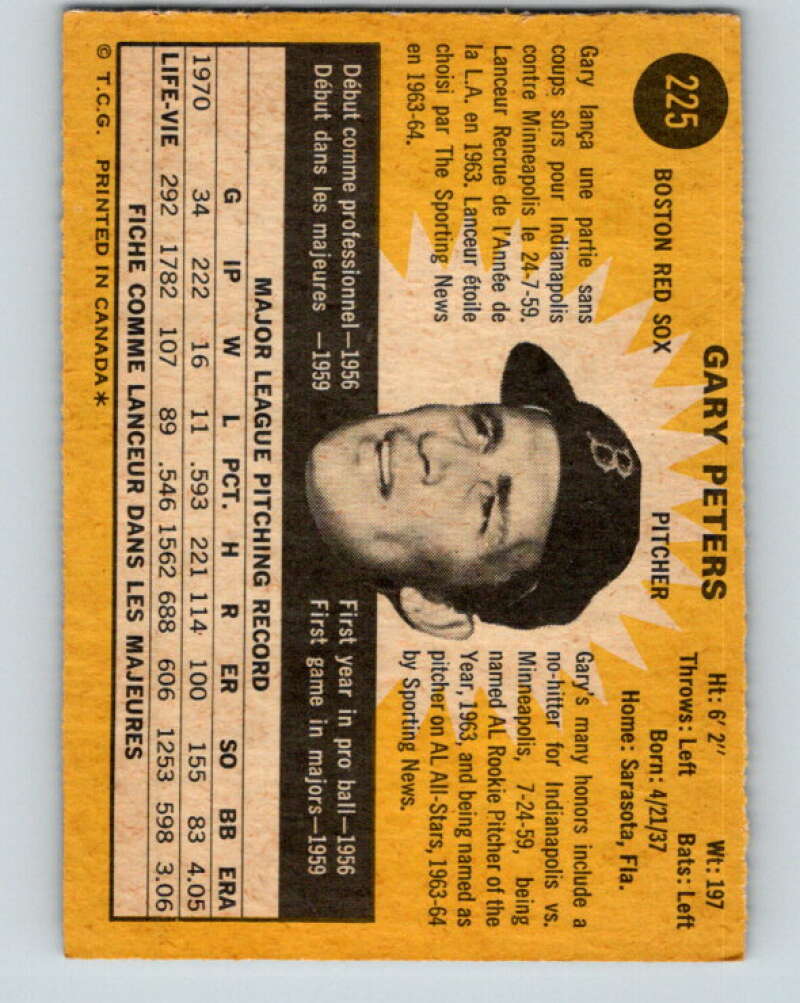 225
GARY PETERS
BOSTON RED SOX
PITCHER
Ht: 6' 2" Wt: 197
Throws: Left Bats: Left
Born: 4/21/37
Home: Sarasota, Fla.
Gary lança une partie sans
coups sûrs pour Indianapolis
contre Minneapolis le 24-7-59.
Lanceur Recrue de l'Année de
la L.A. en 1963. Lanceur étoile
choisi par The Sporting News
en 1963-64.
B
Gary's many honors include a
no-hitter for Indianapolis vs.
Minneapolis, 7-24-59, being
named AL Rookie Pitcher of the
Year, 1963, and being named as
pitcher on AL All-Stars, 1963-64
by Sporting News.
Début comme professionnel—1956
Début dans les majeures —1959
First year in pro ball—1956
First game in majors—1959
MAJOR LEAGUE PITCHING RECORD
G IP W L PCT. H R ER SO BB ERA
1970 34 222 16 11 .593 221 114 100 155 83 4.05
LIFE-VIE 292 1782 107 89 .546 1562 688 606 1253 598 3.06
FICHE COMME LANCEUR DANS LES MAJEURES
© T.C.G. PRINTED IN CANADA *